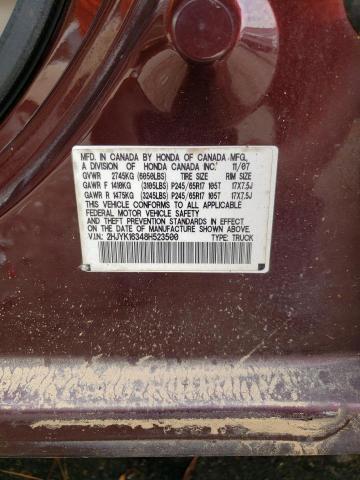 MFD. IN CANADA BY HONDA OF CANADA MFG.,
A DIVISION OF HONDA CANADA INC. 11/07
GVWR 2745KG (6050LBS) TIRE SIZE RIM SIZE
GAWR F 1410KG (3105LBS) P245/65R17 105T 17X7.5J
GAWR R 1475KG (3245LBS) P245/65R17 105T 17X7.5J
THIS VEHICLE CONFORMS TO ALL APPLICABLE
FEDERAL MOTOR VEHICLE SAFETY
AND THEFT PREVENTION STANDARDS IN EFFECT
ON THE DATE OF MANUFACTURE SHOWN ABOVE.
V.I.N.: 2HJYK16348H523500 TYPE: TRUCK